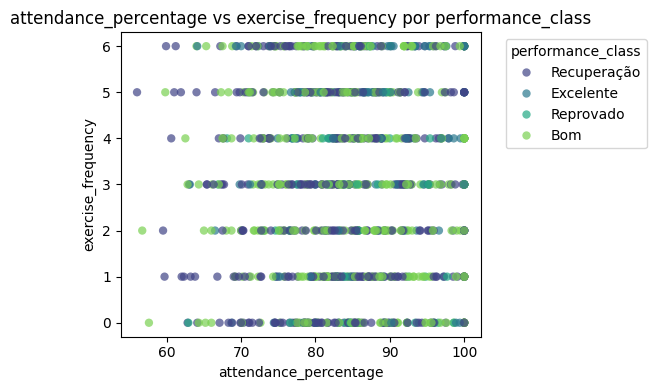 attendance_percentage vs exercise_frequency por performance_class
performance_class
Recuperação
Excelente
Reprovado
Bom
exercise_frequency
6
5
4
3
2
1
0
60 70 80 90 100
attendance_percentage